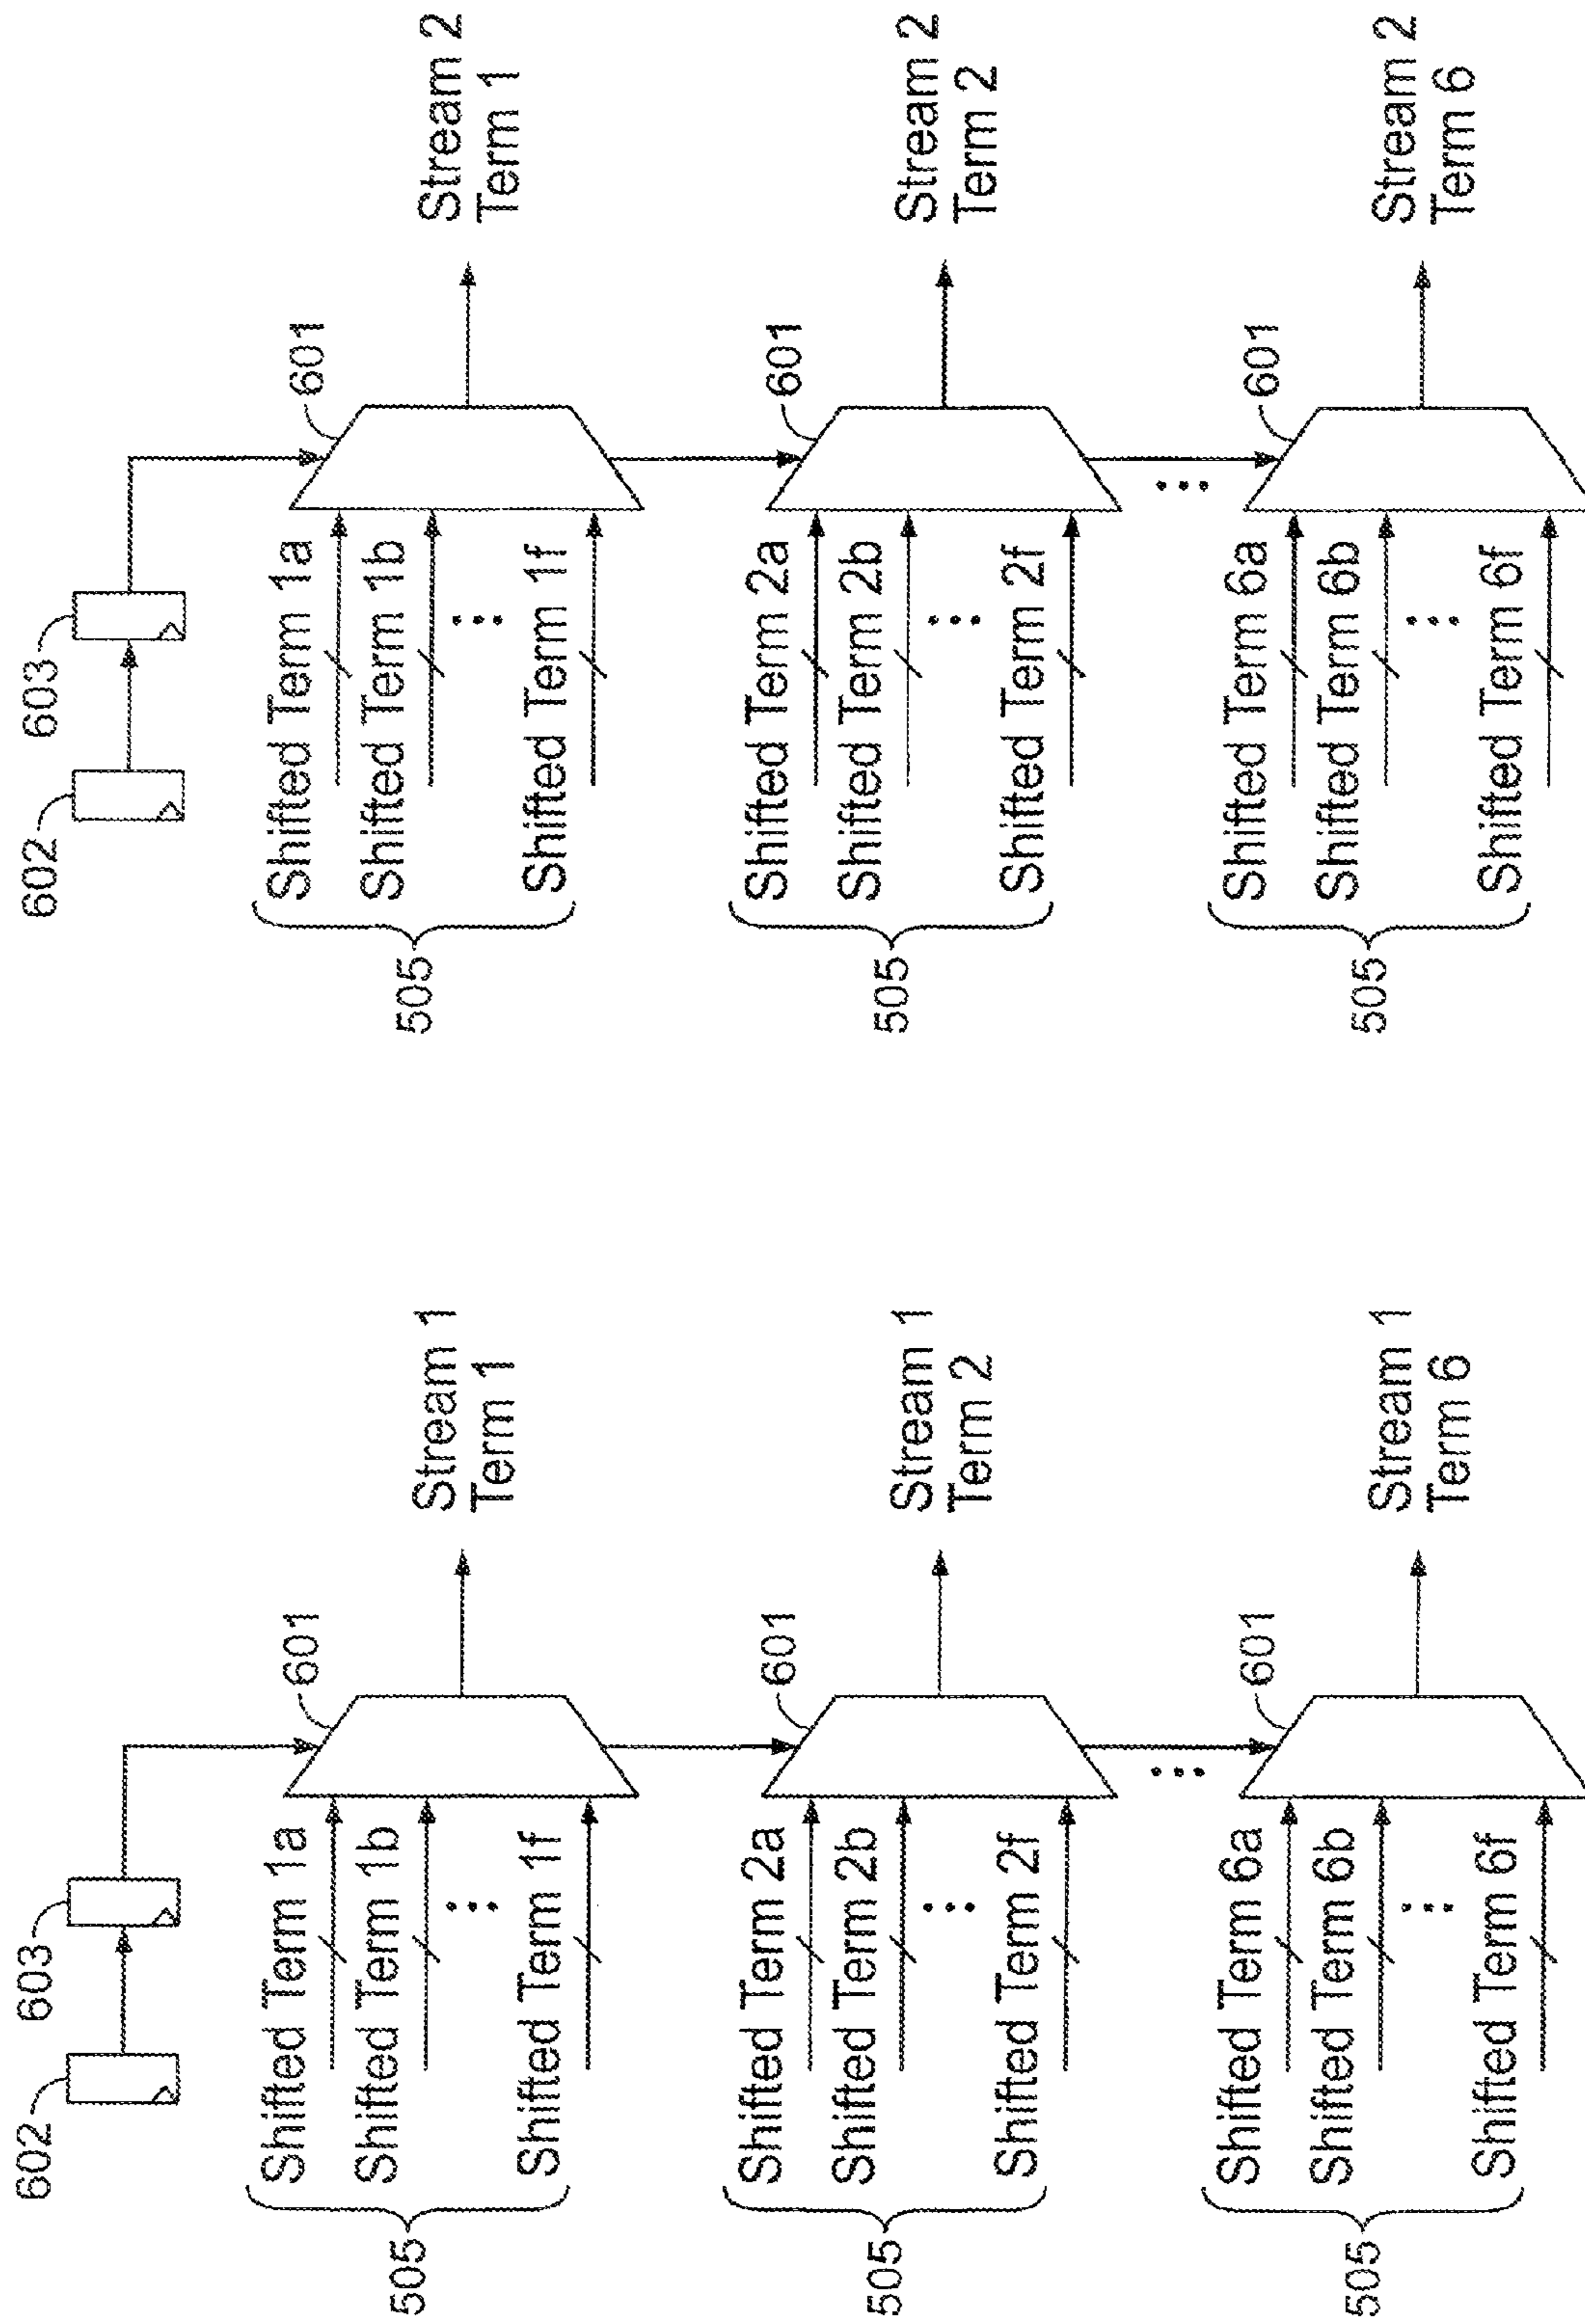 602
603
601
Shifted Term 1a
Shifted Term 1b
...
Shifted Term 1f
505
Stream 1
Term 1
601
Shifted Term 2a
Shifted Term 2b
...
Shifted Term 2f
505
Stream 1
Term 2
...
601
Shifted Term 6a
Shifted Term 6b
...
Shifted Term 6f
505
Stream 1
Term 6
602
603
601
Shifted Term 1a
Shifted Term 1b
...
Shifted Term 1f
505
Stream 2
Term 1
601
Shifted Term 2a
Shifted Term 2b
...
Shifted Term 2f
505
Stream 2
Term 2
...
601
Shifted Term 6a
Shifted Term 6b
...
Shifted Term 6f
505
Stream 2
Term 6